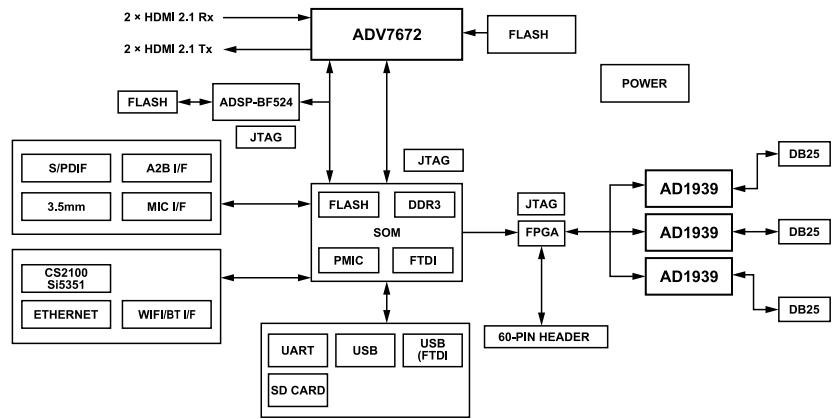 2 × HDMI 2.1 Rx
2 × HDMI 2.1 Tx
ADV7672
FLASH
POWER
FLASH
ADSP-BF524
JTAG
S/PDIF
A2B I/F
3.5mm
MIC I/F
JTAG
FLASH
DDR3
SOM
PMIC
FTDI
JTAG
FPGA
AD1939
AD1939
AD1939
DB25
DB25
DB25
CS2100
Si5351
ETHERNET
WIFI/BT I/F
UART
USB
USB
(FTDI
SD CARD
60-PIN HEADER